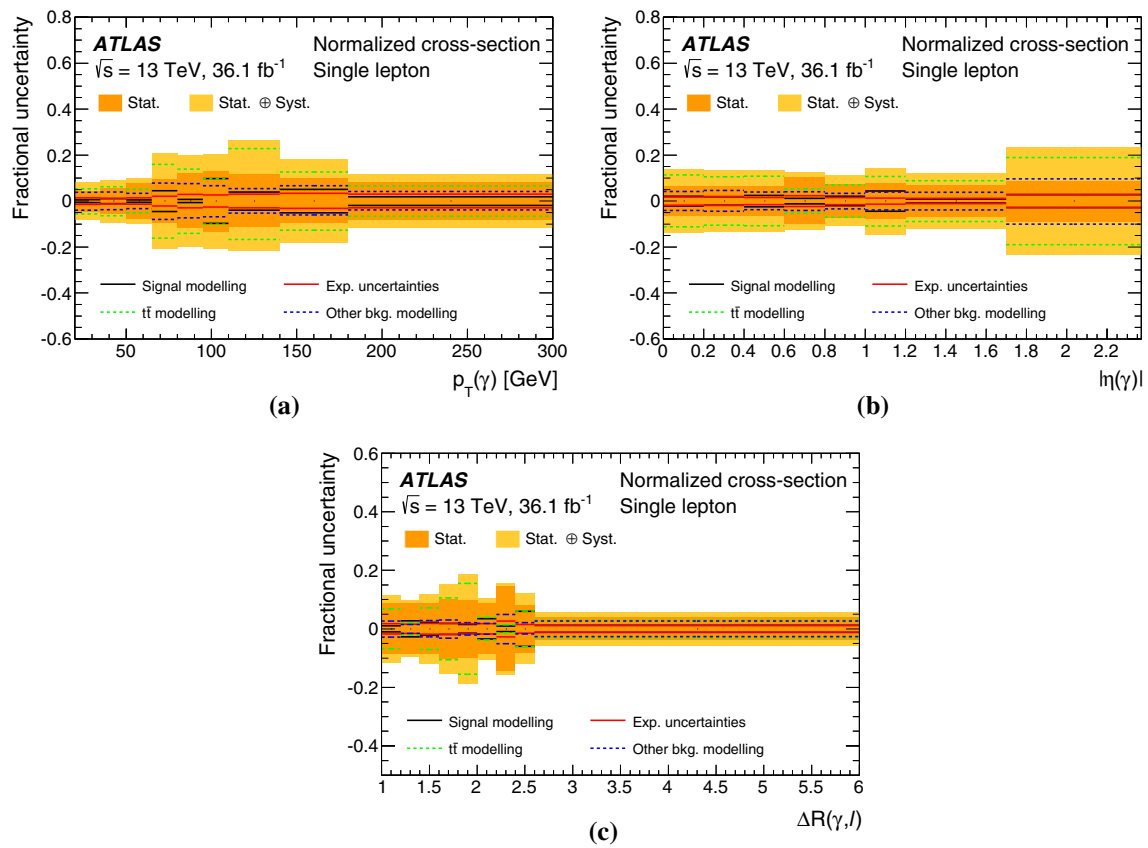 Fractional uncertainty
0.8
0.6
0.4
0.2
0
-0.2
-0.4
-0.6
ATLAS
√s = 13 TeV, 36.1 fb⁻¹
Normalized cross-section
Single lepton
Stat.
Stat. ⊕ Syst.
Signal modelling
Exp. uncertainties
tt̄ modelling
Other bkg. modelling
50 100 150 200 250 300
p_T(γ) [GeV]
(a)
Fractional uncertainty
0.8
0.6
0.4
0.2
0
-0.2
-0.4
-0.6
ATLAS
√s = 13 TeV, 36.1 fb⁻¹
Normalized cross-section
Single lepton
Stat.
Stat. ⊕ Syst.
Signal modelling
Exp. uncertainties
tt̄ modelling
Other bkg. modelling
0 0.2 0.4 0.6 0.8 1 1.2 1.4 1.6 1.8 2 2.2
|η(γ)|
(b)
Fractional uncertainty
0.6
0.4
0.2
0
-0.2
-0.4
ATLAS
√s = 13 TeV, 36.1 fb⁻¹
Normalized cross-section
Single lepton
Stat.
Stat. ⊕ Syst.
Signal modelling
Exp. uncertainties
tt̄ modelling
Other bkg. modelling
1 1.5 2 2.5 3 3.5 4 4.5 5 5.5 6
ΔR(γ,l)
(c)